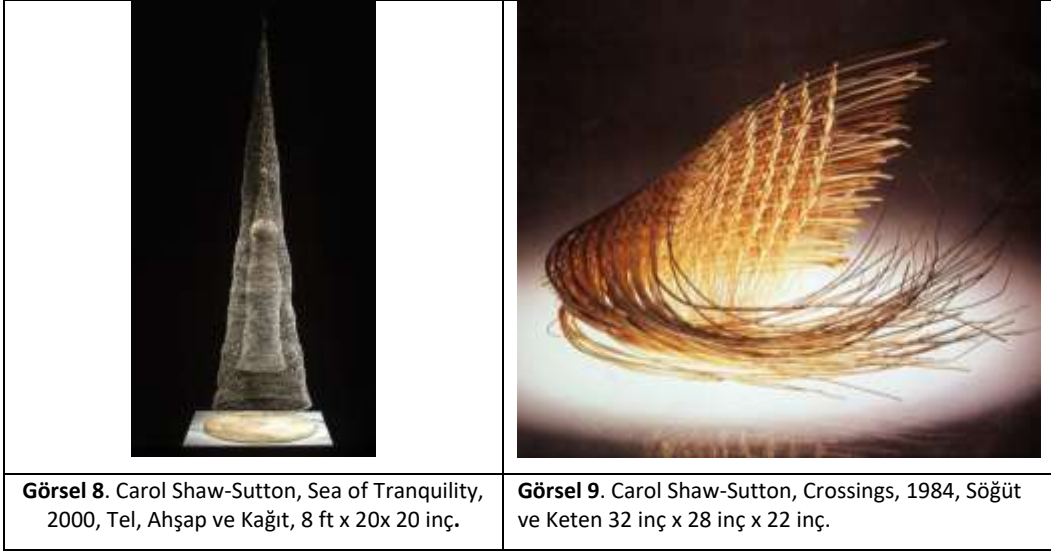 Görsel 8. Carol Shaw-Sutton, Sea of Tranquility,
2000, Tel, Ahşap ve Kağıt, 8 ft x 20x 20 inç.
Görsel 9. Carol Shaw-Sutton, Crossings, 1984, Söğüt
ve Keten 32 inç x 28 inç x 22 inç.